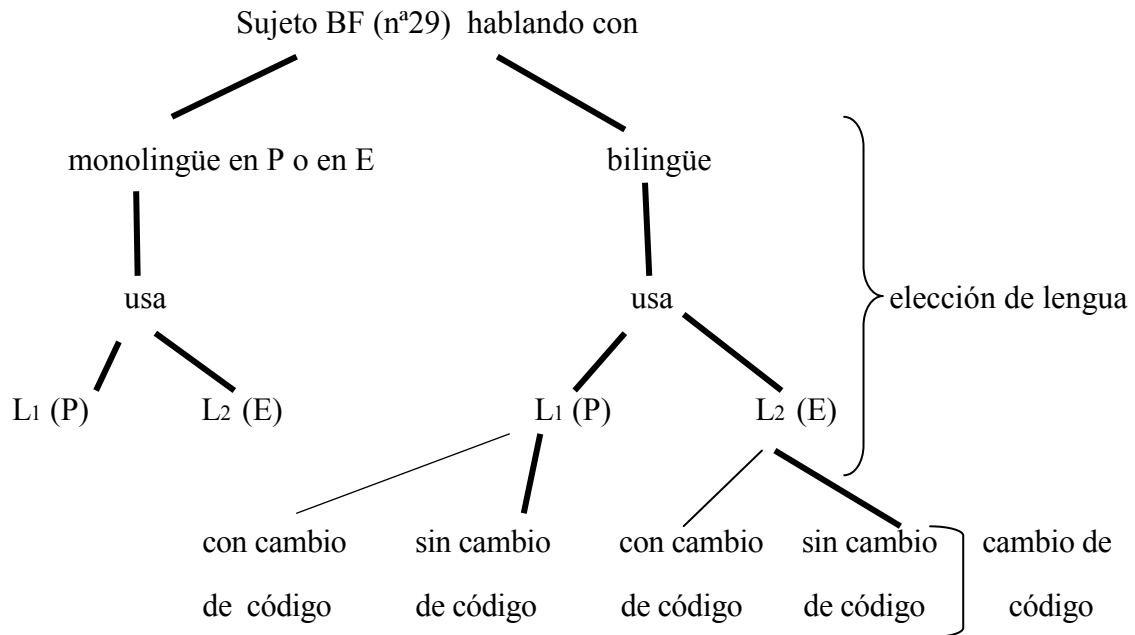 Sujeto BF (nª29) hablando con
monolingüe en P o en E
bilingüe
usa
usa
elección de lengua
L1 (P)
L2 (E)
L1 (P)
L2 (E)
con cambio
de código
sin cambio
de código
con cambio
de código
sin cambio
de código
cambio de
código